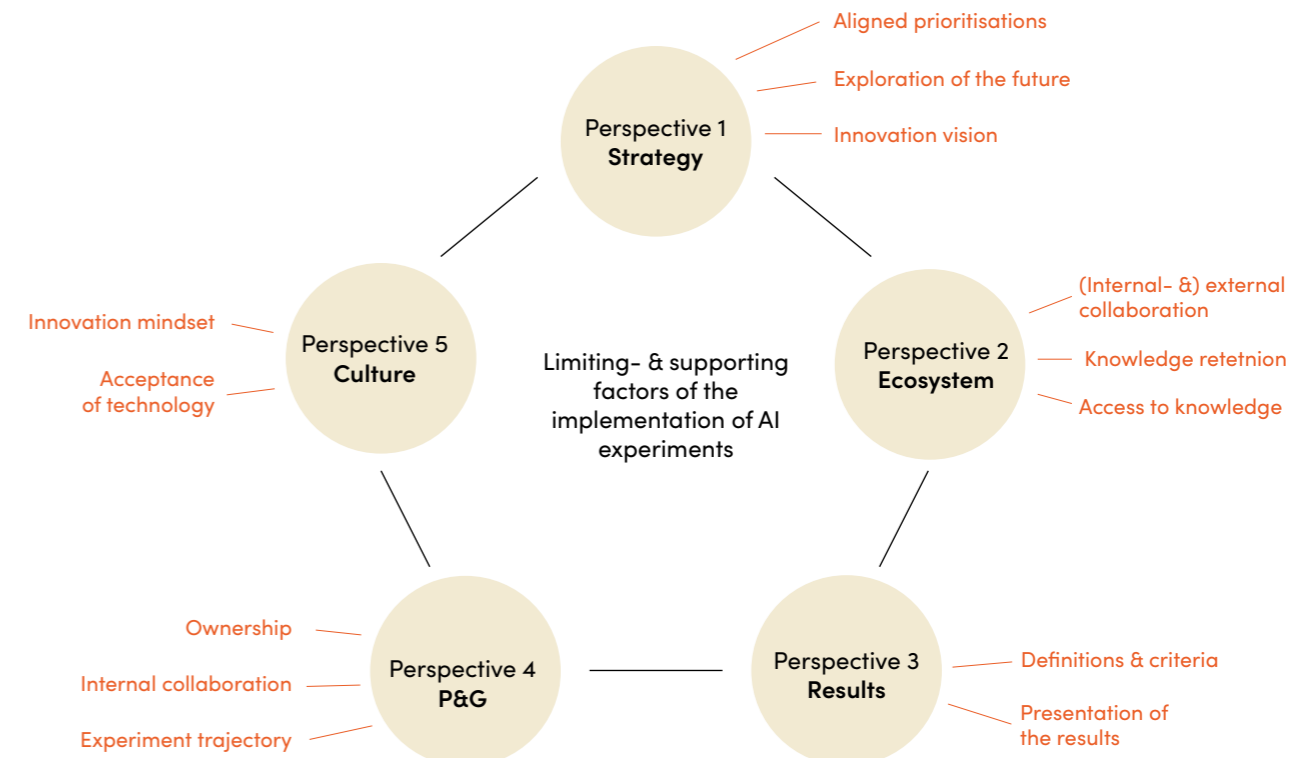 Aligned prioritisations
Exploration of the future
Innovation vision
Perspective 1
Strategy
(Internal- &) external
collaboration
Knowledge retetnion
Access to knowledge
Perspective 2
Ecosystem
Innovation mindset
Acceptance
of technology
Perspective 5
Culture
Limiting- & supporting
factors of the
implementation of AI
experiments
Ownership
Internal collaboration
Experiment trajectory
Perspective 4
P&G
Perspective 3
Results
Definitions & criteria
Presentation of
the results